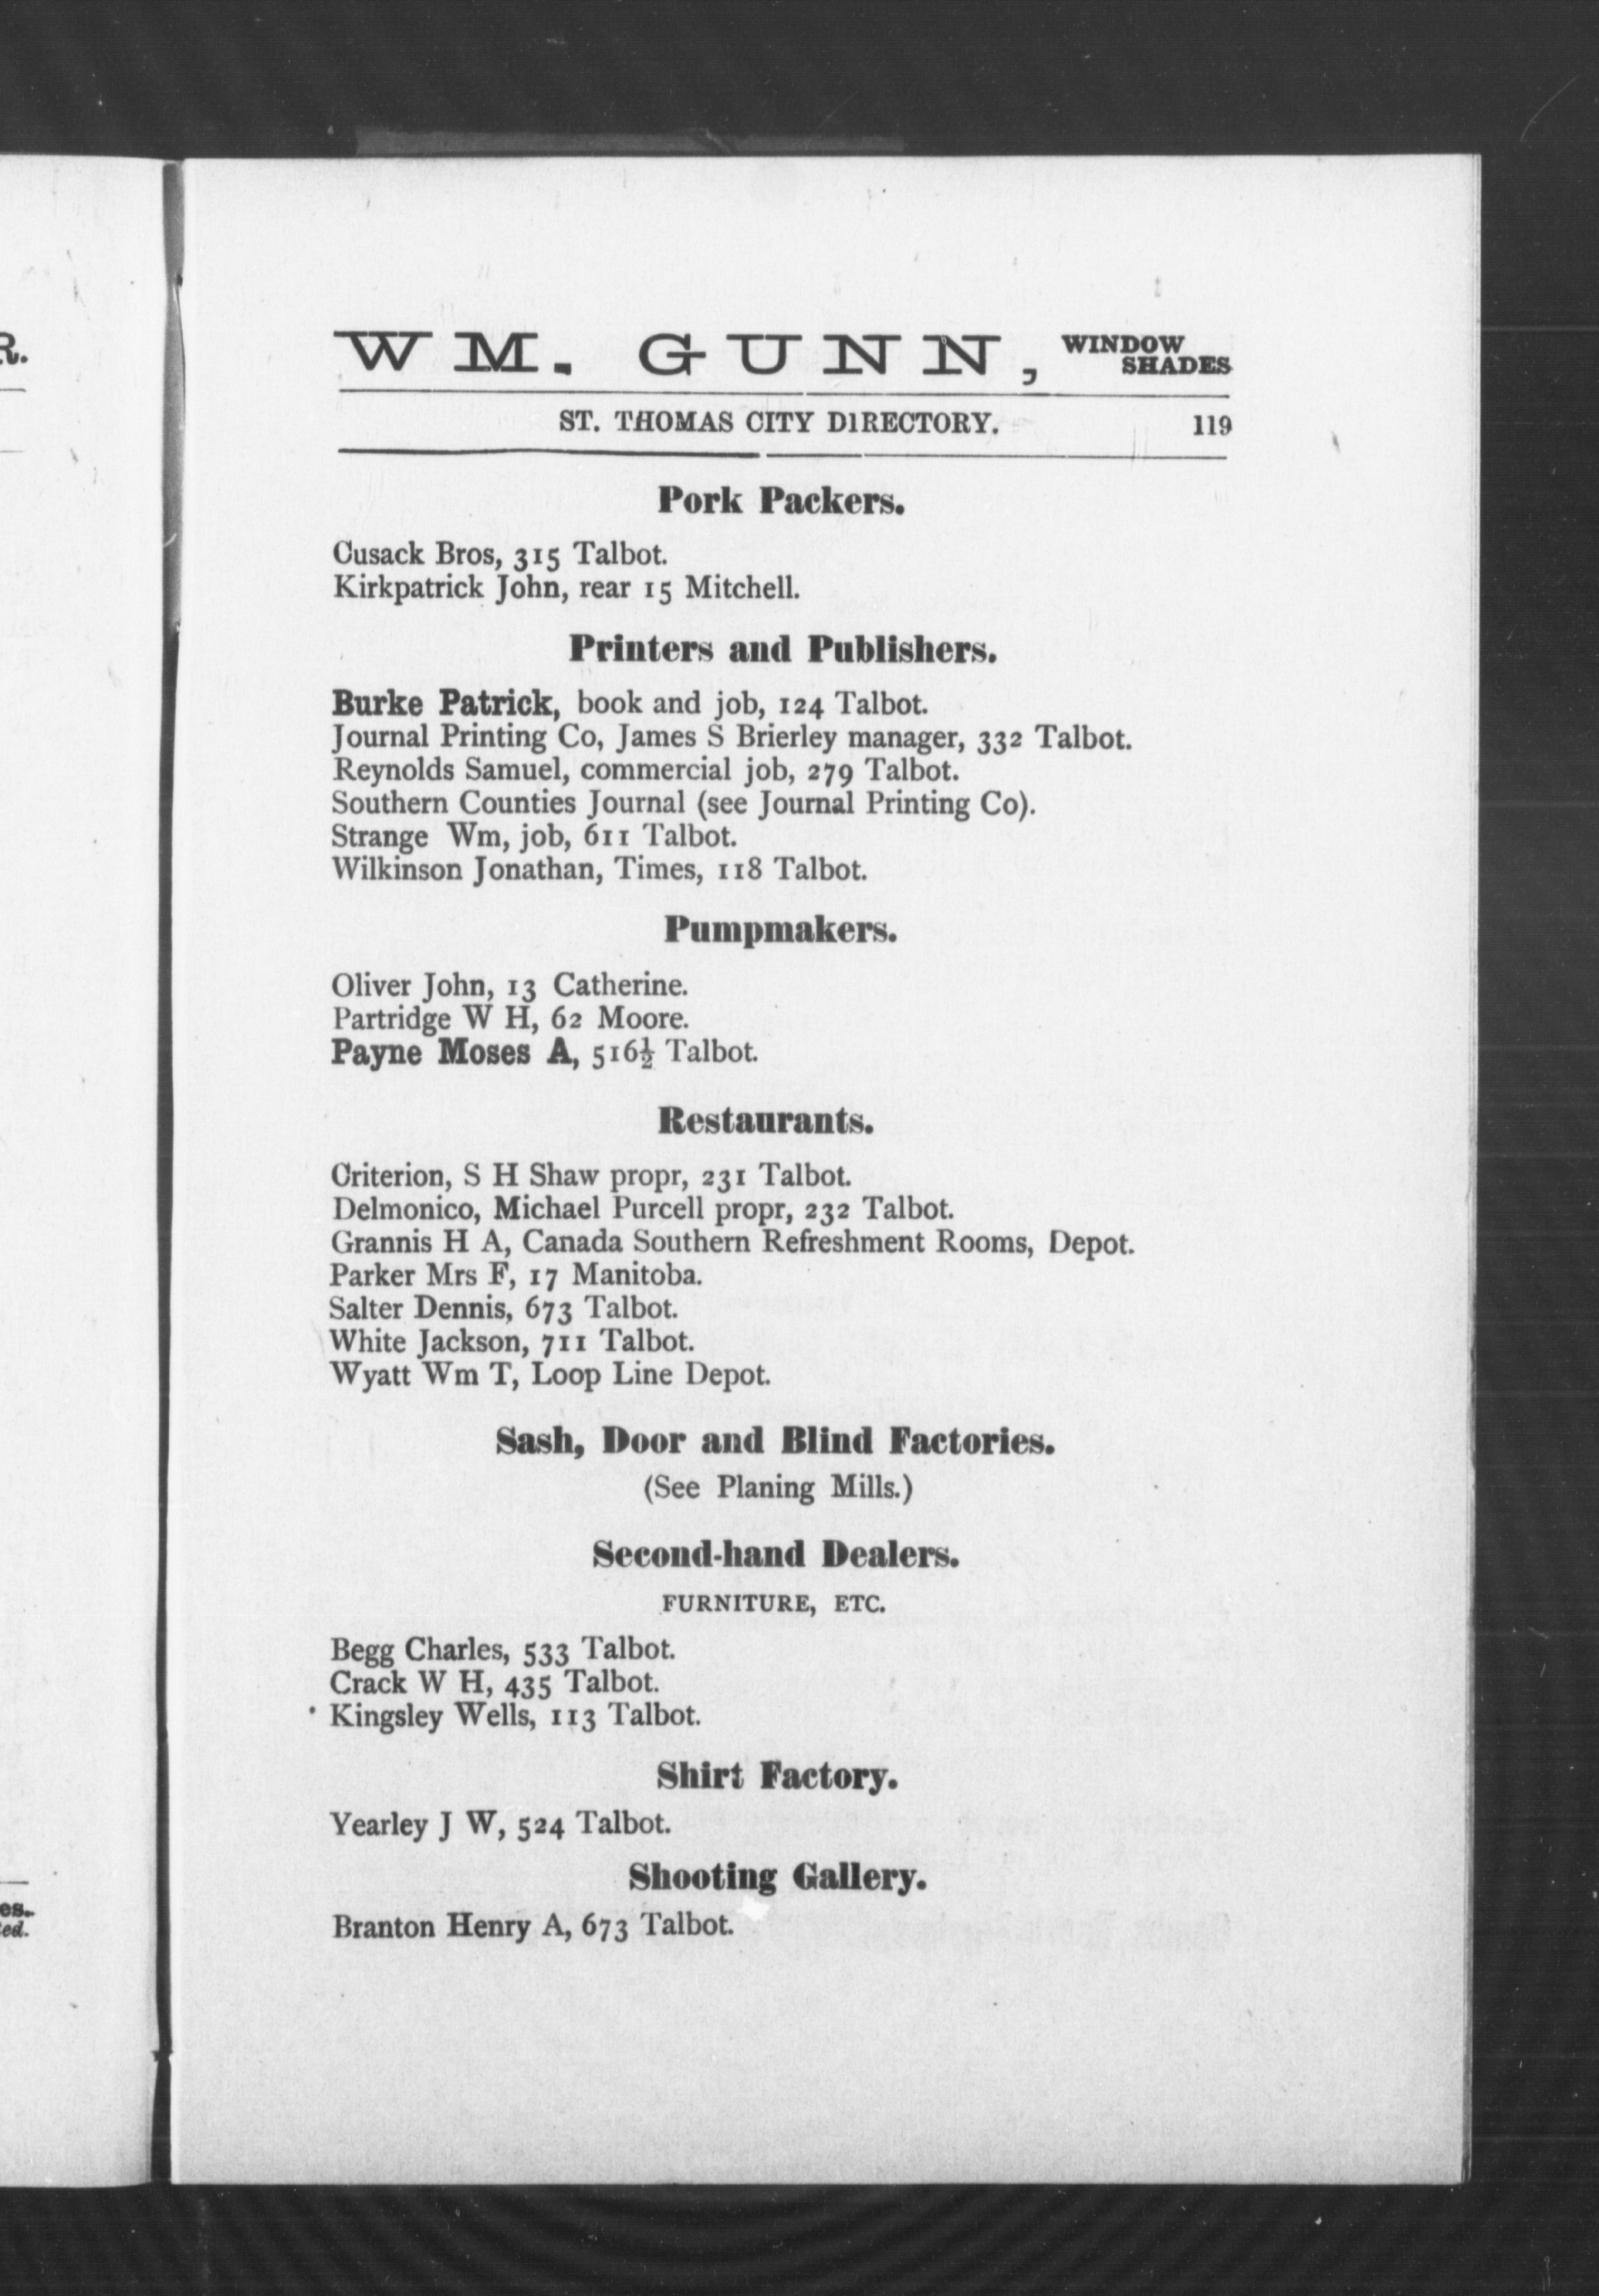 WM. GUNN, WINDOW SHADES
ST. THOMAS CITY DIRECTORY. 119
Pork Packers.
Cusack Bros, 315 Talbot.
Kirkpatrick John, rear 15 Mitchell.
Printers and Publishers.
Burke Patrick, book and job, 124 Talbot.
Journal Printing Co, James S Brierley manager, 332 Talbot.
Reynolds Samuel, commercial job, 279 Talbot.
Southern Counties Journal (see Journal Printing Co).
Strange Wm, job, 611 Talbot.
Wilkinson Jonathan, Times, 118 Talbot.
Pumpmakers.
Oliver John, 13 Catherine.
Partridge W H, 62 Moore.
Payne Moses A, 516½ Talbot.
Restaurants.
Criterion, S H Shaw propr, 231 Talbot.
Delmonico, Michael Purcell propr, 232 Talbot.
Grannis H A, Canada Southern Refreshment Rooms, Depot.
Parker Mrs F, 17 Manitoba.
Salter Dennis, 673 Talbot.
White Jackson, 711 Talbot.
Wyatt Wm T, Loop Line Depot.
Sash, Door and Blind Factories.
(See Planing Mills.)
Second-hand Dealers.
FURNITURE, ETC.
Begg Charles, 533 Talbot.
Crack W H, 435 Talbot.
Kingsley Wells, 113 Talbot.
Shirt Factory.
Yearley J W, 524 Talbot.
Shooting Gallery.
Branton Henry A, 673 Talbot.